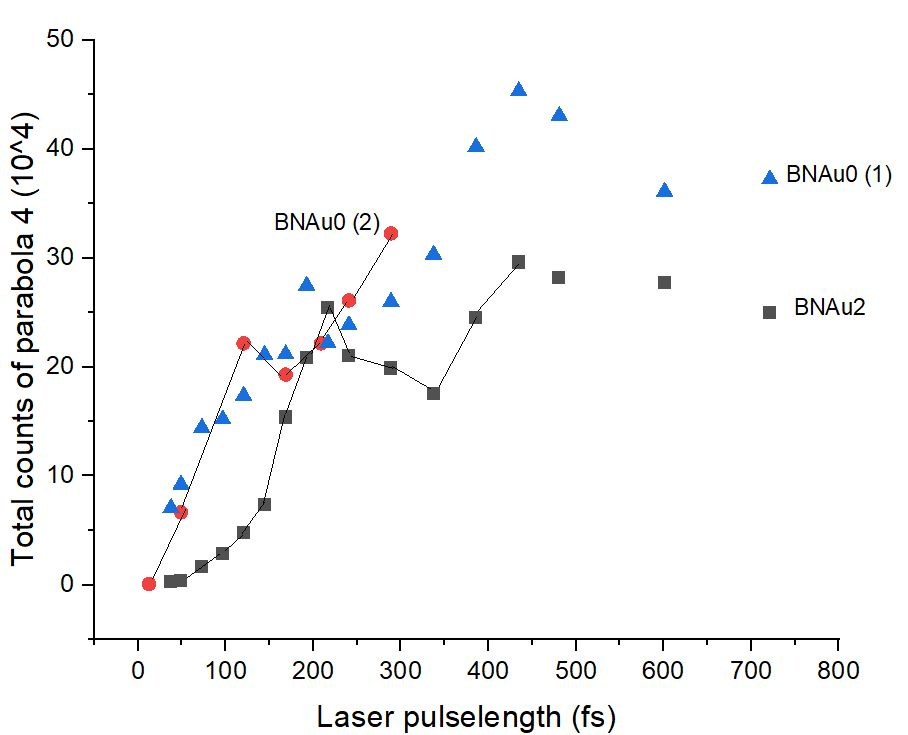 50
40
30
20
10
0
Total counts of parabola 4 (10^4)
BNAu0 (2)
BNAu0 (1)
BNAu2
0 100 200 300 400 500 600 700 800
Laser pulselength (fs)